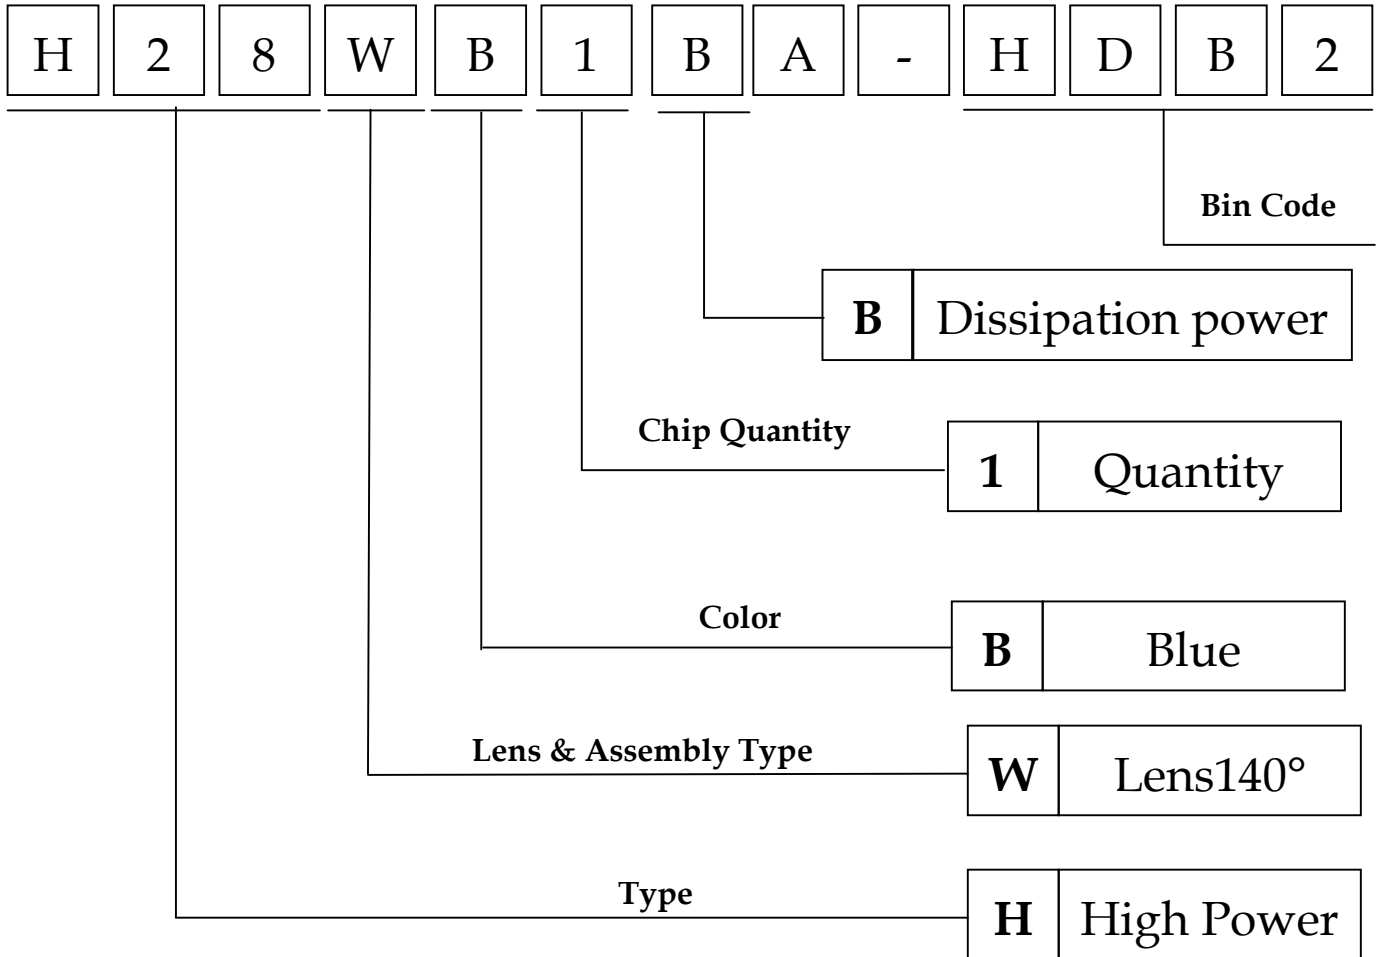 H 2 8 W B 1 B A - H D B 2
Bin Code
B Dissipation power
Chip Quantity
1 Quantity
Color
B Blue
Lens & Assembly Type
W Lens140°
Type
H High Power